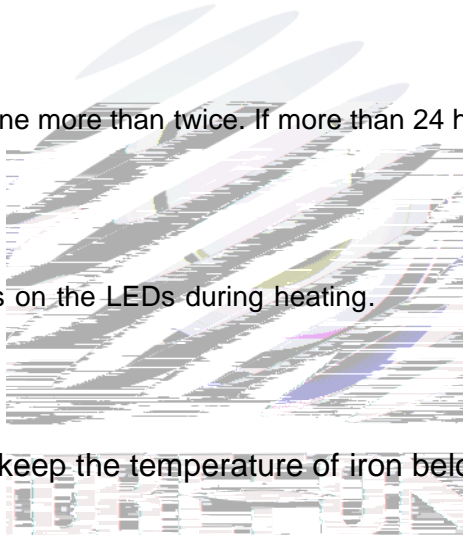 ne more than twice. If more than 24 h
s on the LEDs during heating.
keep the temperature of iron belo